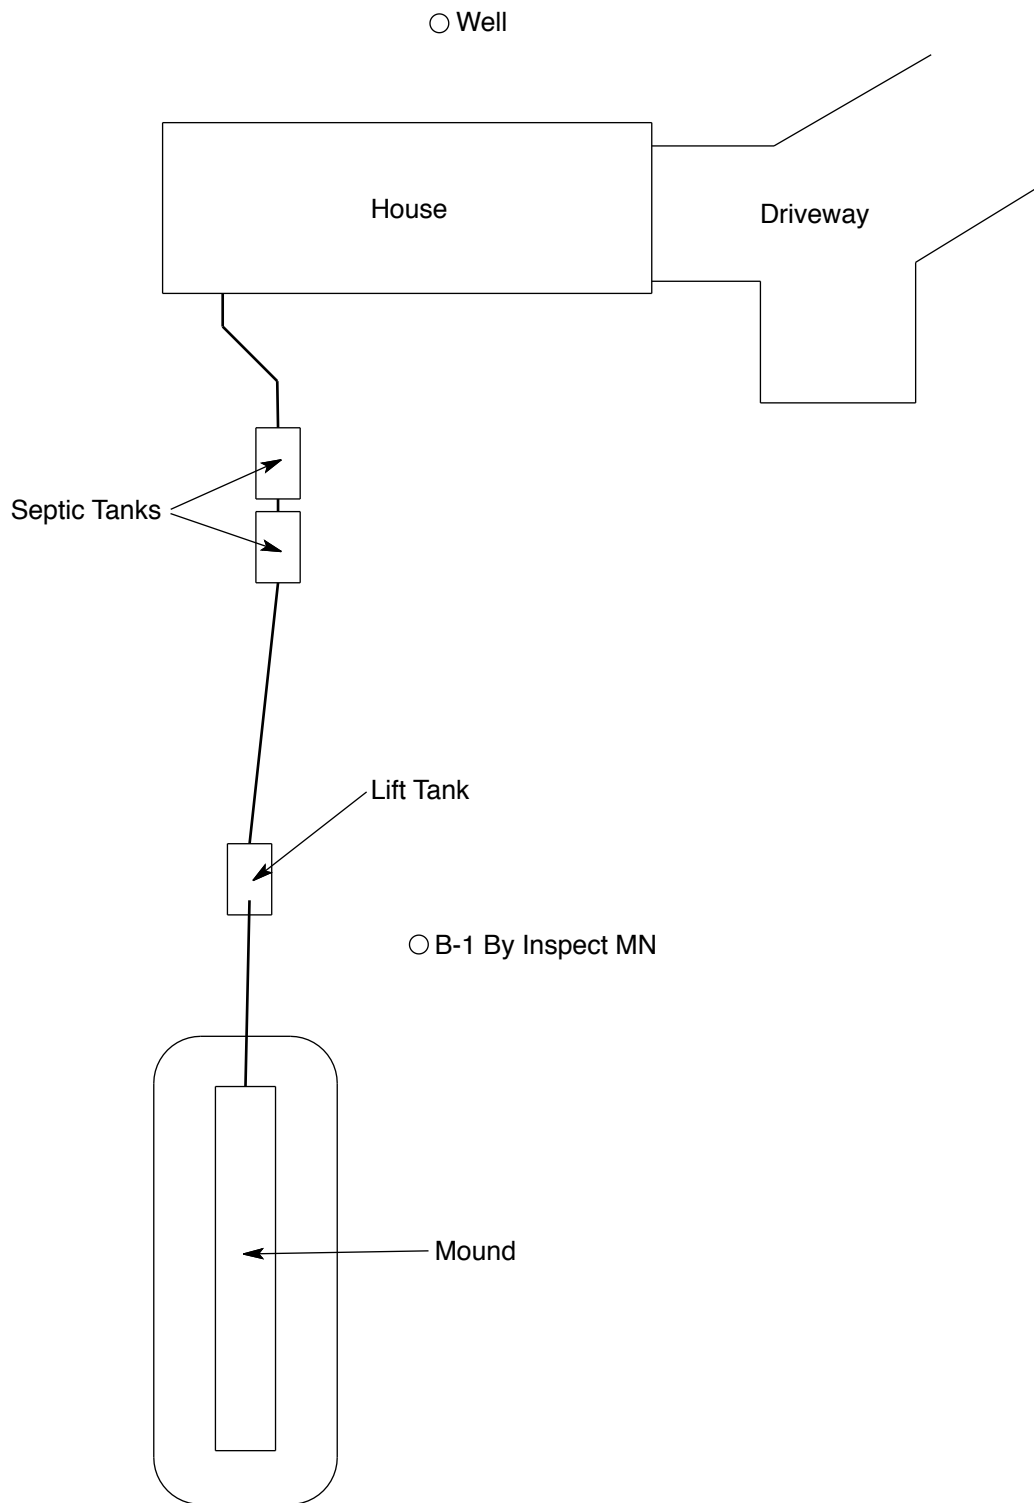 Well
House
Driveway
Septic Tanks
Lift Tank
B-1 By Inspect MN
Mound